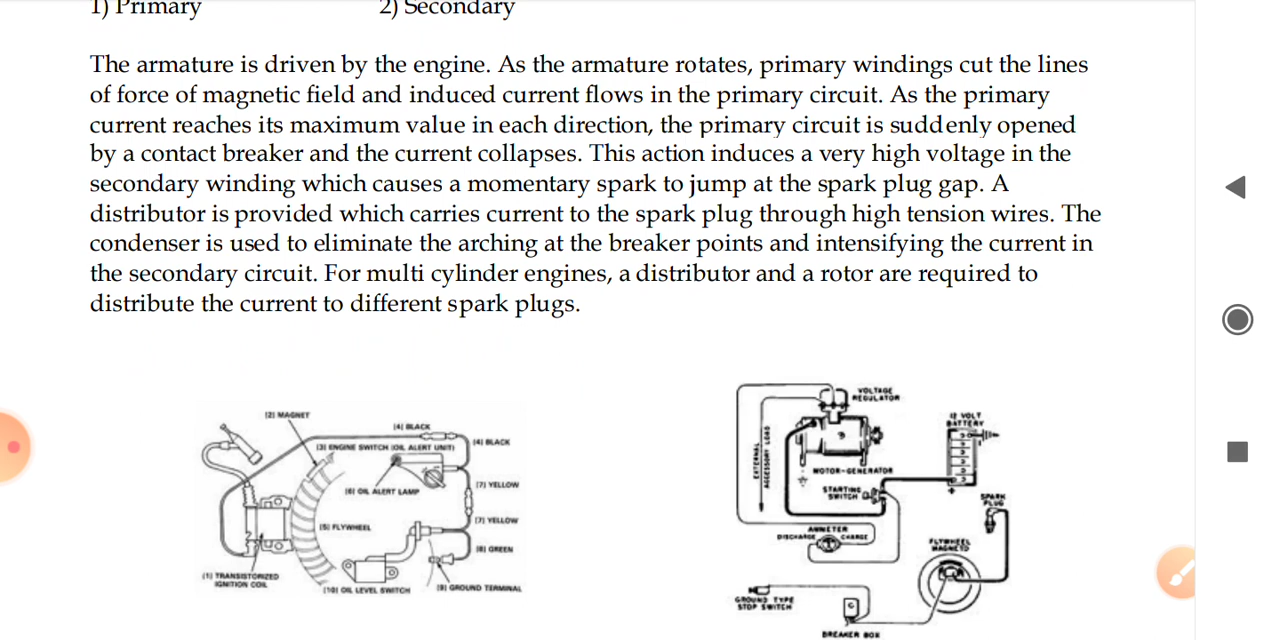 1) Primary 2) Secondary
The armature is driven by the engine. As the armature rotates, primary windings cut the lines
of force of magnetic field and induced current flows in the primary circuit. As the primary
current reaches its maximum value in each direction, the primary circuit is suddenly opened
by a contact breaker and the current collapses. This action induces a very high voltage in the
secondary winding which causes a momentary spark to jump at the spark plug gap. A
distributor is provided which carries current to the spark plug through high tension wires. The
condenser is used to eliminate the arching at the breaker points and intensifying the current in
the secondary circuit. For multi cylinder engines, a distributor and a rotor are required to
distribute the current to different spark plugs.
(2) MAGNET
(4) BLACK
(4) BLACK
(3) ENGINE SWITCH (OIL ALERT UNIT)
(6) OIL ALERT LAMP
(7) YELLOW
(5) FLYWHEEL
(7) YELLOW
(8) GREEN
(1) TRANSISTORIZED
IGNITION COIL
(10) OIL LEVEL SWITCH
(9) GROUND TERMINAL
VOLTAGE
REGULATOR
12 VOLT
BATTERY
EXTERNAL
ACCESSORY LOAD
MOTOR-GENERATOR
STARTING
SWITCH
SPARK
PLUG
AMMETER
DISCHARGE CHARGE
FLYWHEEL
MAGNETO
GROUND TYPE
STOP SWITCH
BREAKER BOX